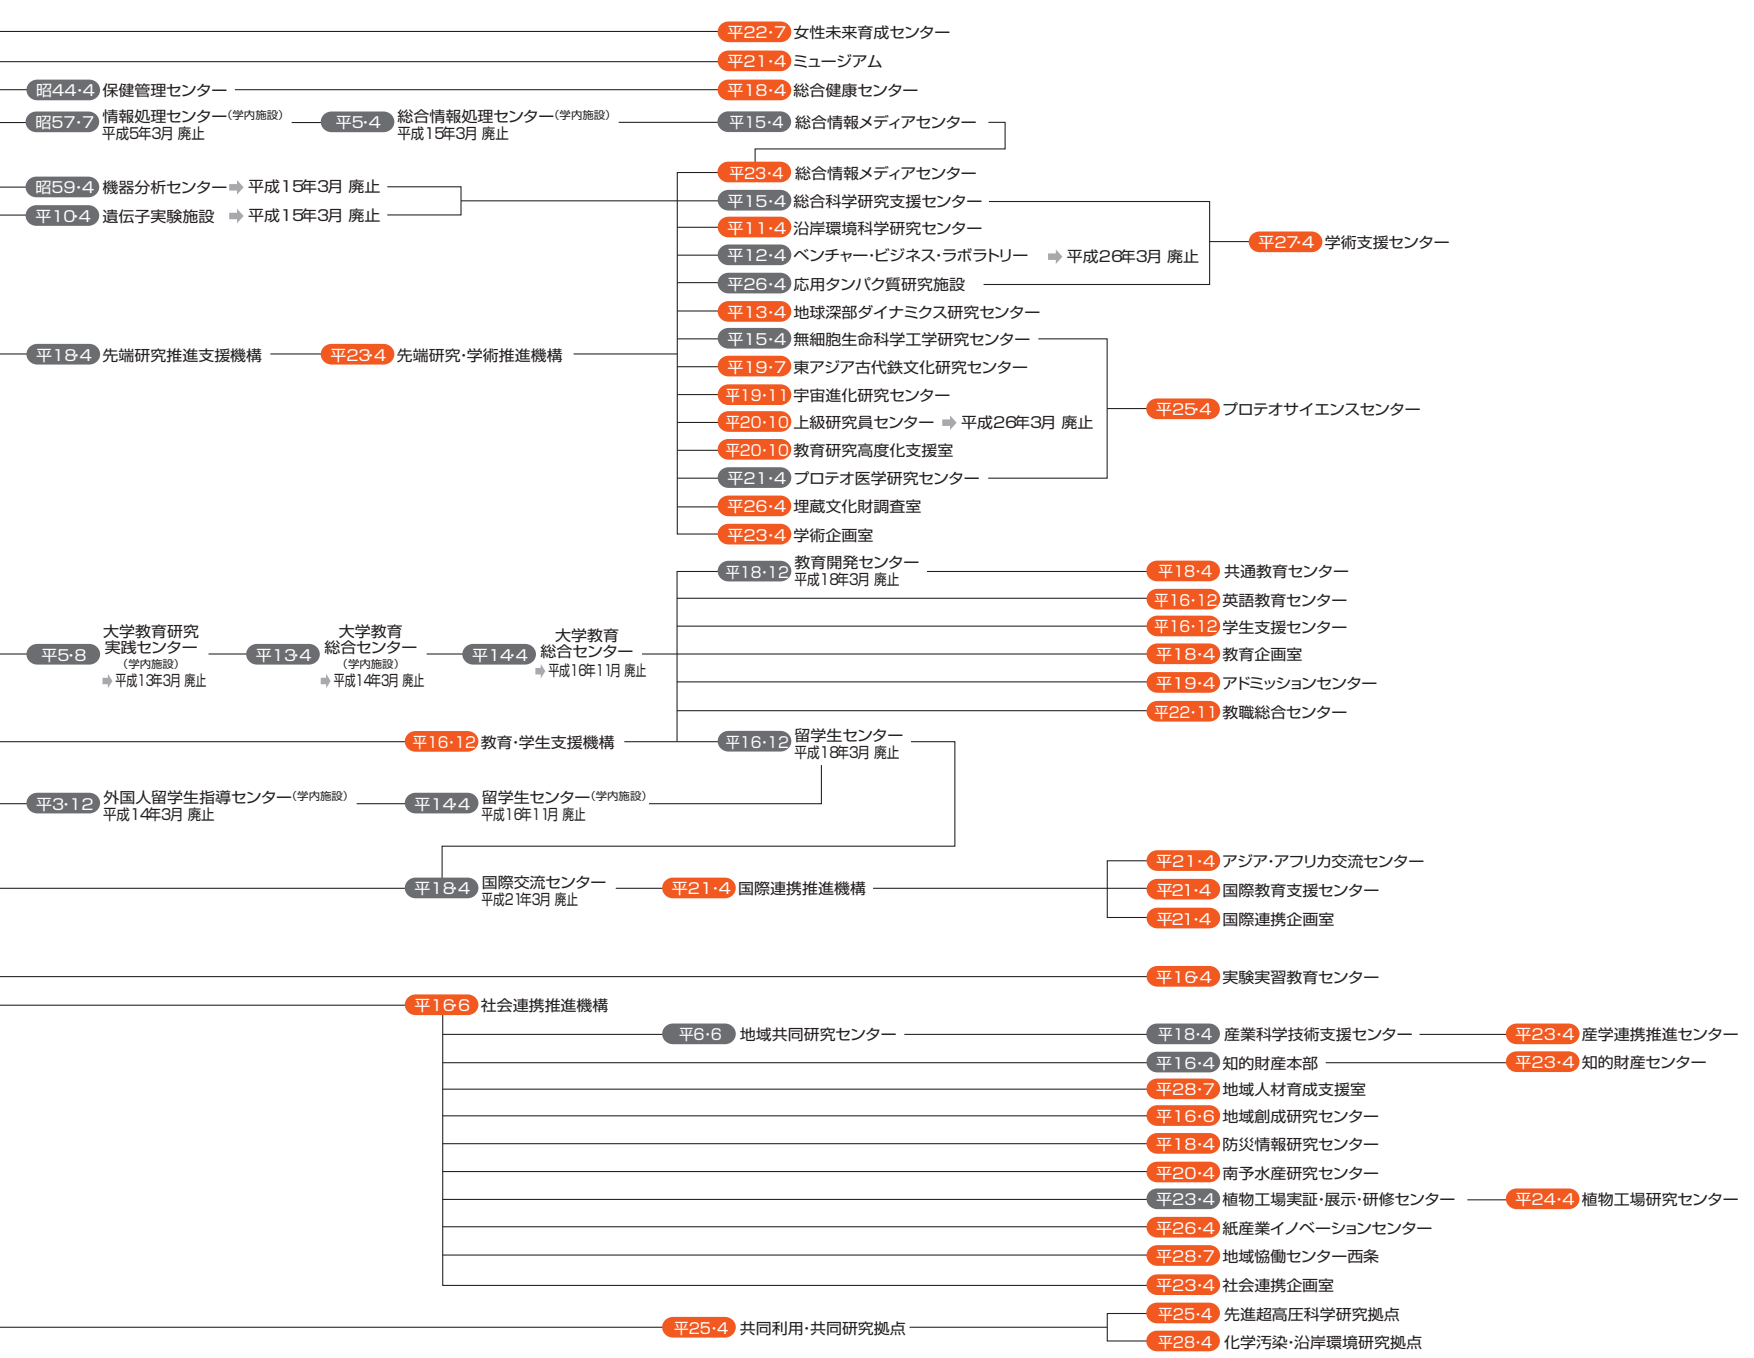 平22・7 女性未来育成センター
平21・4 ミュージアム
昭44・4 保健管理センター 平18・4 総合健康センター
昭57・7 情報処理センター(学内施設) 平5・4 総合情報処理センター(学内施設) 平15・4 総合情報メディアセンター
平成5年3月 廃止 平成15年3月 廃止
平23・4 総合情報メディアセンター
昭59・4 機器分析センター ➡ 平成15年3月 廃止
平15・4 総合科学研究支援センター
平10・4 遺伝子実験施設 ➡ 平成15年3月 廃止
平11・4 沿岸環境科学研究センター
平27・4 学術支援センター
平12・4 ベンチャー・ビジネス・ラボラトリー ➡ 平成26年3月 廃止
平26・4 応用タンパク質研究施設
平13・4 地球深部ダイナミクス研究センター
平15・4 無細胞生命科学工学研究センター
平18・4 先端研究推進支援機構 平23・4 先端研究・学術推進機構
平19・7 東アジア古代鉄文化研究センター
平19・11 宇宙進化研究センター
平25・4 プロテオサイエンスセンター
平20・10 上級研究員センター ➡ 平成26年3月 廃止
平20・10 教育研究高度化支援室
平21・4 プロテオ医学研究センター
平26・4 埋蔵文化財調査室
平23・4 学術企画室
平18・12 教育開発センター 平18・4 共通教育センター
平成18年3月 廃止
平16・12 英語教育センター
平16・12 学生支援センター
平5・8 大学教育研究
実践センター
(学内施設)
➡ 平成13年3月 廃止
平13・4 大学教育
総合センター
(学内施設)
➡ 平成14年3月 廃止
平14・4 大学教育
総合センター
➡ 平成16年11月 廃止
平18・4 教育企画室
平19・4 アドミッションセンター
平22・11 教職総合センター
平16・12 教育・学生支援機構 平16・12 留学生センター
平成18年3月 廃止
平3・12 外国人留学生指導センター(学内施設) 平14・4 留学生センター(学内施設)
平成14年3月 廃止 平成16年11月 廃止
平21・4 アジア・アフリカ交流センター
平18・4 国際交流センター 平21・4 国際連携推進機構 平21・4 国際教育支援センター
平成21年3月 廃止
平21・4 国際連携企画室
平16・4 実験実習教育センター
平16・6 社会連携推進機構
平6・6 地域共同研究センター 平18・4 産業科学技術支援センター 平23・4 産学連携推進センター
平16・4 知的財産本部 平23・4 知的財産センター
平28・7 地域人材育成支援室
平16・6 地域創成研究センター
平18・4 防災情報研究センター
平20・4 南予水産研究センター
平23・4 植物工場実証・展示・研修センター 平24・4 植物工場研究センター
平26・4 紙産業イノベーションセンター
平28・7 地域協働センター西条
平23・4 社会連携企画室
平25・4 先進超高圧科学研究拠点
平25・4 共同利用・共同研究拠点
平28・4 化学汚染・沿岸環境研究拠点